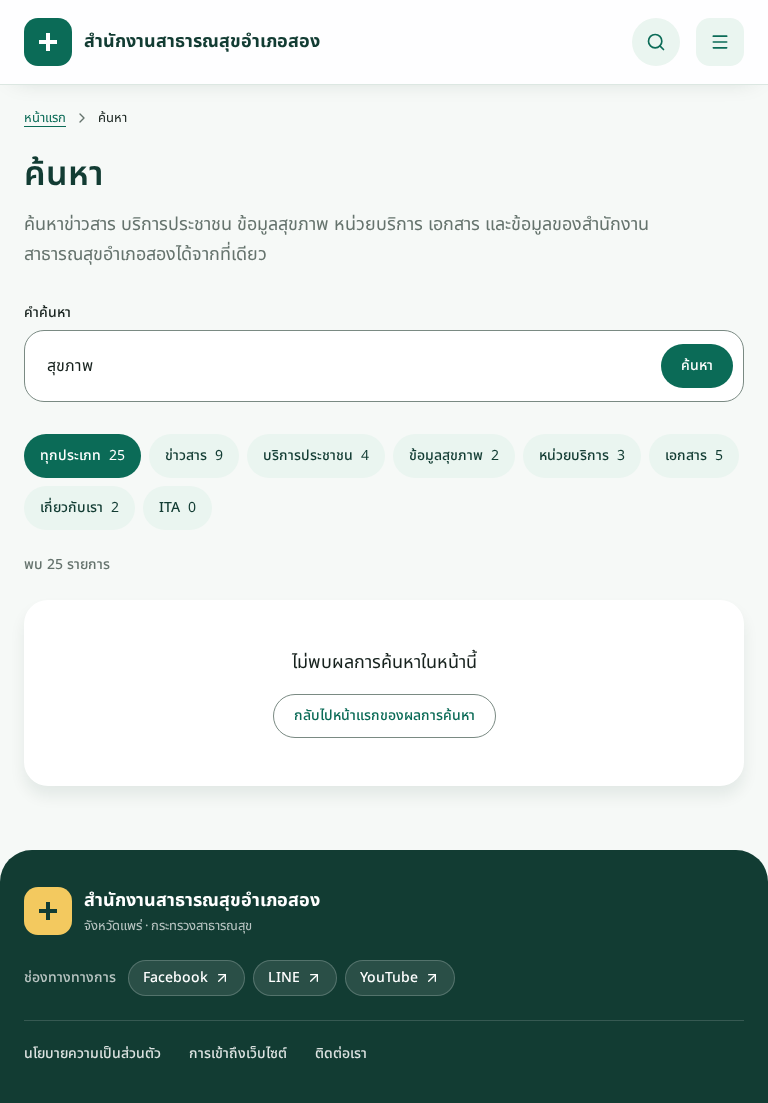 สำนักงานสาธารณสุขอำเภอสอง
หน้าแรก
ค้นหา
ค้นหา
ค้นหาข่าวสาร บริการประชาชน ข้อมูลสุขภาพ หน่วยบริการ เอกสาร และข้อมูลของสำนักงาน
สาธารณสุขอำเภอสองได้จากที่เดียว
คำค้นหา
สุขภาพ
ค้นหา
ทุกประเภท 25
ข่าวสาร 9
บริการประชาชน 4
ข้อมูลสุขภาพ 2
หน่วยบริการ 3
เอกสาร 5
เกี่ยวกับเรา 2
ITA 0
พบ 25 รายการ
ไม่พบผลการค้นหาในหน้านี้
กลับไปหน้าแรกของผลการค้นหา
สำนักงานสาธารณสุขอำเภอสอง
จังหวัดแพร่ · กระทรวงสาธารณสุข
ช่องทางทางการ
Facebook
LINE
YouTube
นโยบายความเป็นส่วนตัว
การเข้าถึงเว็บไซต์
ติดต่อเรา